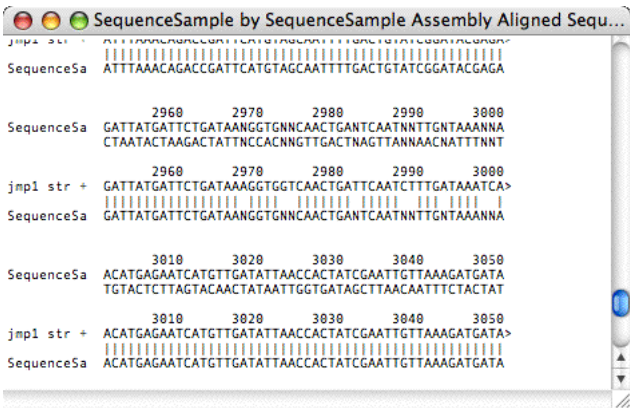 SequenceSample by SequenceSample Assembly Aligned Sequ...
jmp1 str + ATTTAAACAGACCGATTCATGTAGCAATTTTGACTGTATCGGATACGAGA>
SequenceSa ATTTAAACAGACCGATTCATGTAGCAATTTTGACTGTATCGGATACGAGA
2960 2970 2980 2990 3000
SequenceSa GATTATGATTCTGATAANGGTGNNCAACTGANTCAATNNTTGNTAAANNA
CTAATACTAAGACTATTNCCACNNGTTGACTNAGTTANNAACNATTTNNT
2960 2970 2980 2990 3000
jmp1 str + GATTATGATTCTGATAAAGGTGGTCAACTGATTCAATCTTTGATAAATCA>
SequenceSa GATTATGATTCTGATAANGGTGNNCAACTGANTCAATNNTTGNTAAANNA
3010 3020 3030 3040 3050
SequenceSa ACATGAGAATCATGTTGATATTAACCACTATCGAATTGTTAAAGATGATA
TGTACTCTTAGTACAACTATAATTGGTGATAGCTTAACAATTTCTACTAT
3010 3020 3030 3040 3050
jmp1 str + ACATGAGAATCATGTTGATATTAACCACTATCGAATTGTTAAAGATGATA>
SequenceSa ACATGAGAATCATGTTGATATTAACCACTATCGAATTGTTAAAGATGATA